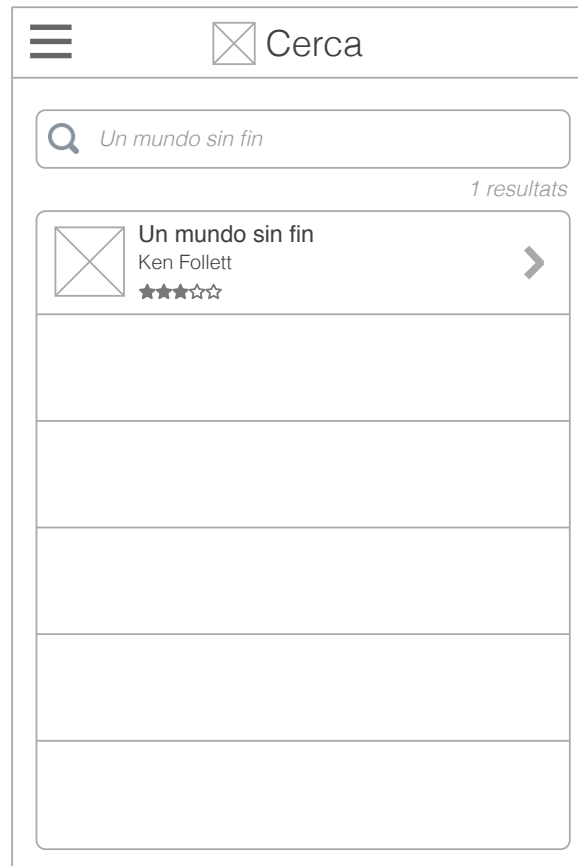 Cerca
Un mundo sin fin
1 resultats
Un mundo sin fin
Ken Follett